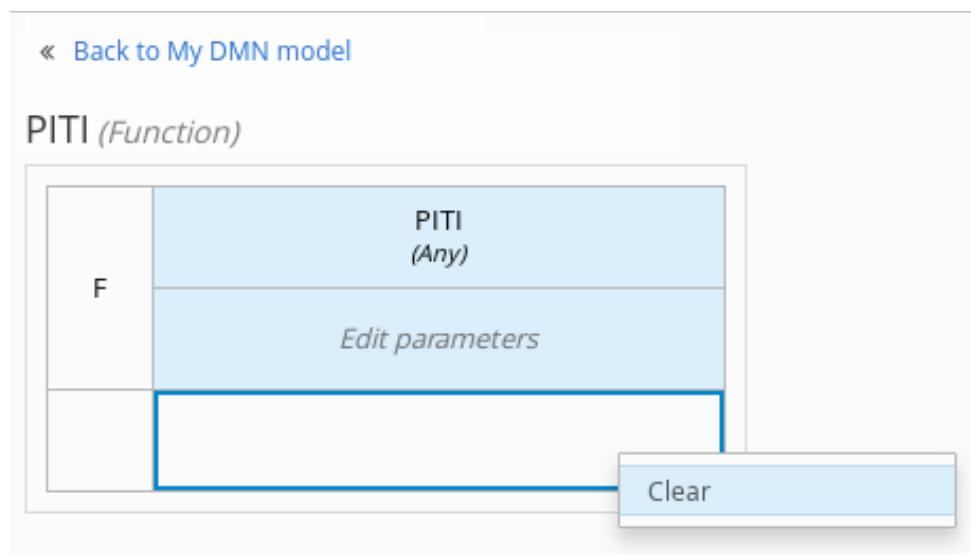 « Back to My DMN model
PITI (Function)
PITI
(Any)
F
Edit parameters
Clear